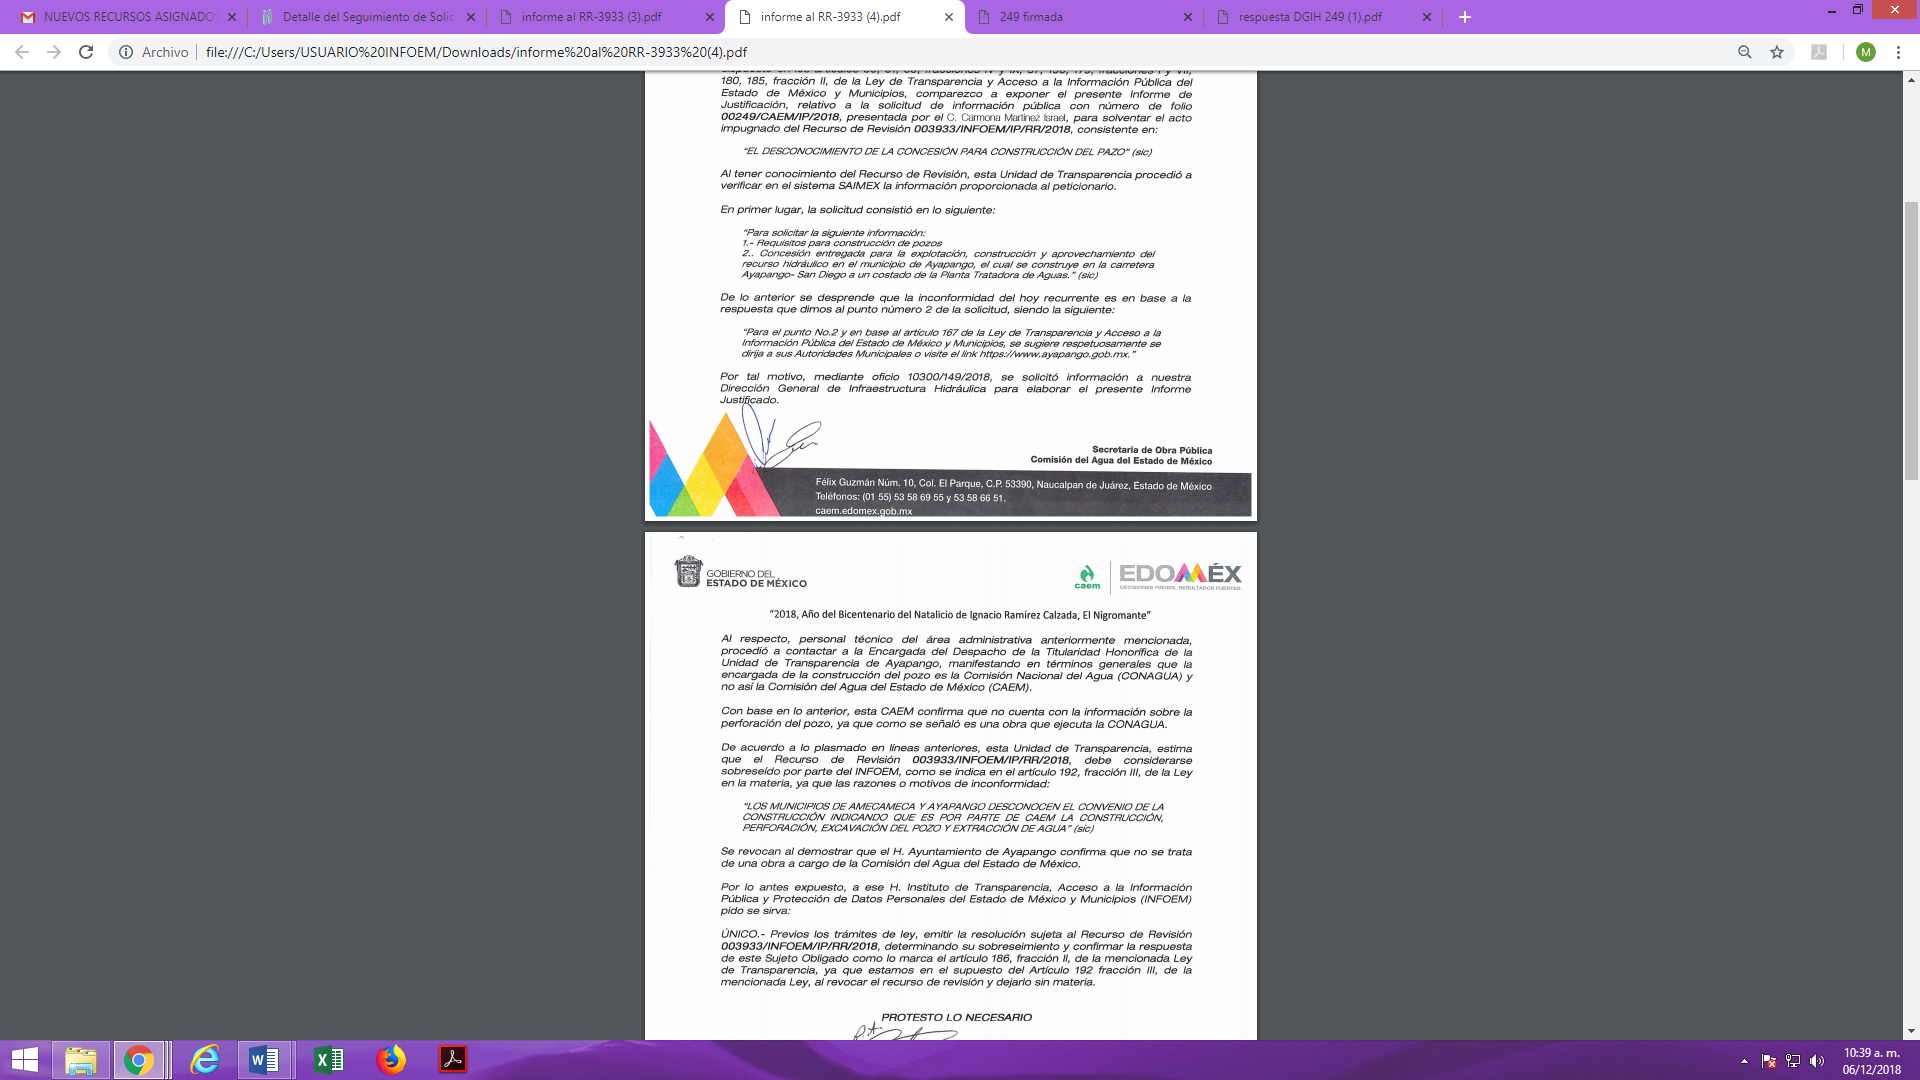 NUEVOS RECURSOS ASIGNADOS
Detalle del Seguimiento de Solic
informe al RR-3933 (3).pdf
informe al RR-3933 (4).pdf
249 firmada
respuesta DGIH 249 (1).pdf
Archivo
file:///C:/Users/USUARIO%20INFOEM/Downloads/informe%20al%20RR-3933%20(4).pdf
M
180, 185, fracción II, de la Ley de Transparencia y Acceso a la Información Pública del
Estado de México y Municipios, comparezco a exponer el presente Informe de
Justificación, relativo a la solicitud de información pública con número de folio
00249/CAEM/IP/2018, presentada por el C. Carmona Martínez Israel, para solventar el acto
impugnado del Recurso de Revisión 003933/INFOEM/IP/RR/2018, consistente en:
"EL DESCONOCIMIENTO DE LA CONCESIÓN PARA CONSTRUCCIÓN DEL PAZO" (sic)
Al tener conocimiento del Recurso de Revisión, esta Unidad de Transparencia procedió a
verificar en el sistema SAIMEX la información proporcionada al peticionario.
En primer lugar, la solicitud consistió en lo siguiente:
"Para solicitar la siguiente información:
1.- Requisitos para construcción de pozos
2.. Concesión entregada para la explotación, construcción y aprovechamiento del
recurso hidráulico en el municipio de Ayapango, el cual se construye en la carretera
Ayapango- San Diego a un costado de la Planta Tratadora de Aguas." (sic)
De lo anterior se desprende que la inconformidad del hoy recurrente es en base a la
respuesta que dimos al punto número 2 de la solicitud, siendo la siguiente:
"Para el punto No.2 y en base al artículo 167 de la Ley de Transparencia y Acceso a la
Información Pública del Estado de México y Municipios, se sugiere respetuosamente se
dirija a sus Autoridades Municipales o visite el link https://www.ayapango.gob.mx."
Por tal motivo, mediante oficio 10300/149/2018, se solicitó información a nuestra
Dirección General de Infraestructura Hidráulica para elaborar el presente Informe
Justificado.
Secretaría de Obra Pública
Comisión del Agua del Estado de México
Félix Guzmán Núm. 10, Col. El Parque, C.P. 53390, Naucalpan de Juárez, Estado de México
Teléfonos: (01 55) 53 58 69 55 y 53 58 66 51.
caem.edomex.gob.mx
GOBIERNO DEL
ESTADO DE MÉXICO
caem
EDOMÉX
DECISIONES FIRMES, RESULTADOS FUERTES.
"2018, Año del Bicentenario del Natalicio de Ignacio Ramírez Calzada, El Nigromante"
Al respecto, personal técnico del área administrativa anteriormente mencionada,
procedió a contactar a la Encargada del Despacho de la Titularidad Honorífica de la
Unidad de Transparencia de Ayapango, manifestando en términos generales que la
encargada de la construcción del pozo es la Comisión Nacional del Agua (CONAGUA) y
no así la Comisión del Agua del Estado de México (CAEM).
Con base en lo anterior, esta CAEM confirma que no cuenta con la información sobre la
perforación del pozo, ya que como se señaló es una obra que ejecuta la CONAGUA.
De acuerdo a lo plasmado en líneas anteriores, esta Unidad de Transparencia, estima
que el Recurso de Revisión 003933/INFOEM/IP/RR/2018, debe considerarse
sobreseído por parte del INFOEM, como se indica en el artículo 192, fracción III, de la Ley
en la materia, ya que las razones o motivos de inconformidad:
"LOS MUNICIPIOS DE AMECAMECA Y AYAPANGO DESCONOCEN EL CONVENIO DE LA
CONSTRUCCIÓN INDICANDO QUE ES POR PARTE DE CAEM LA CONSTRUCCIÓN,
PERFORACIÓN, EXCAVACIÓN DEL POZO Y EXTRACCIÓN DE AGUA" (sic)
Se revocan al demostrar que el H. Ayuntamiento de Ayapango confirma que no se trata
de una obra a cargo de la Comisión del Agua del Estado de México.
Por lo antes expuesto, a ese H. Instituto de Transparencia, Acceso a la Información
Pública y Protección de Datos Personales del Estado de México y Municipios (INFOEM)
pido se sirva:
ÚNICO.- Previos los trámites de ley, emitir la resolución sujeta al Recurso de Revisión
003933/INFOEM/IP/RR/2018, determinando su sobreseimiento y confirmar la respuesta
de este Sujeto Obligado como lo marca el artículo 186, fracción II, de la mencionada Ley
de Transparencia, ya que estamos en el supuesto del Artículo 192 fracción III, de la
mencionada Ley, al revocar el recurso de revisión y dejarlo sin materia.
PROTESTO LO NECESARIO
10:39 a. m.
06/12/2018